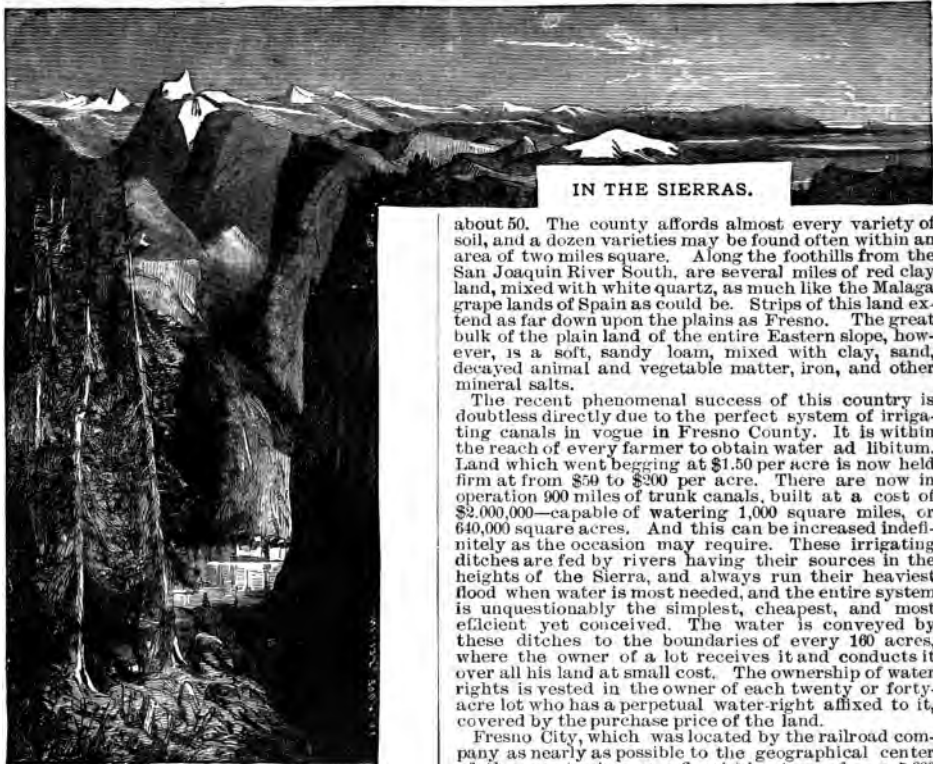 IN THE SIERRAS.
about 50. The county affords almost every variety of
soil, and a dozen varieties may be found often within an
area of two miles square. Along the foothills from the
San Joaquin River South, are several miles of red clay
land, mixed with white quartz, as much like the Malaga
grape lands of Spain as could be. Strips of this land ex-
tend as far down upon the plains as Fresno. The great
bulk of the plain land of the entire Eastern slope, how-
ever, is a soft, sandy loam, mixed with clay, sand,
decayed animal and vegetable matter, iron, and other
mineral salts.
The recent phenomenal success of this country is
doubtless directly due to the perfect system of irriga-
ting canals in vogue in Fresno County. It is within
the reach of every farmer to obtain water ad libitum.
Land which went begging at $1.50 per acre is now held
firm at from $50 to $200 per acre. There are now in
operation 900 miles of trunk canals, built at a cost of
$2.000,000—capable of watering 1,000 square miles, or
640,000 square acres. And this can be increased indefi-
nitely as the occasion may require. These irrigating
ditches are fed by rivers having their sources in the
heights of the Sierra, and always run their heaviest
flood when water is most needed, and the entire system
is unquestionably the simplest, cheapest, and most
efficient yet conceived. The water is conveyed by
these ditches to the boundaries of every 160 acres,
where the owner of a lot receives it and conducts it
over all his land at small cost. The ownership of water
rights is vested in the owner of each twenty or forty-
acre lot who has a perpetual water-right affixed to it,
covered by the purchase price of the land.
Fresno City, which was located by the railroad com-
pany as nearly as possible to the geographical center